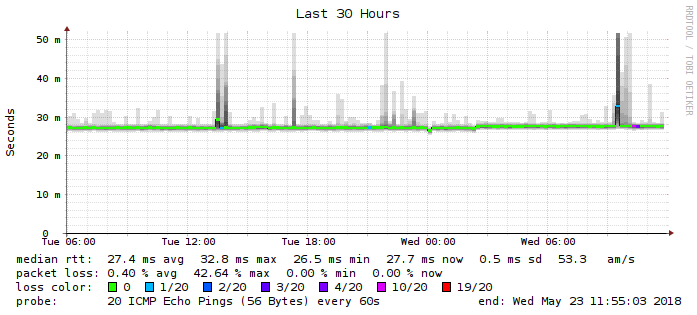 Last 30 Hours
RRDTOOL / TOBI OETIKER
Seconds
50 m
40 m
30 m
20 m
10 m
0
Tue 06:00 Tue 12:00 Tue 18:00 Wed 00:00 Wed 06:00
median rtt: 27.4 ms avg 32.8 ms max 26.5 ms min 27.7 ms now 0.5 ms sd 53.3 am/s
packet loss: 0.40 % avg 42.64 % max 0.00 % min 0.00 % now
loss color: 0 1/20 2/20 3/20 4/20 10/20 19/20
probe: 20 ICMP Echo Pings (56 Bytes) every 60s end: Wed May 23 11:55:03 2018